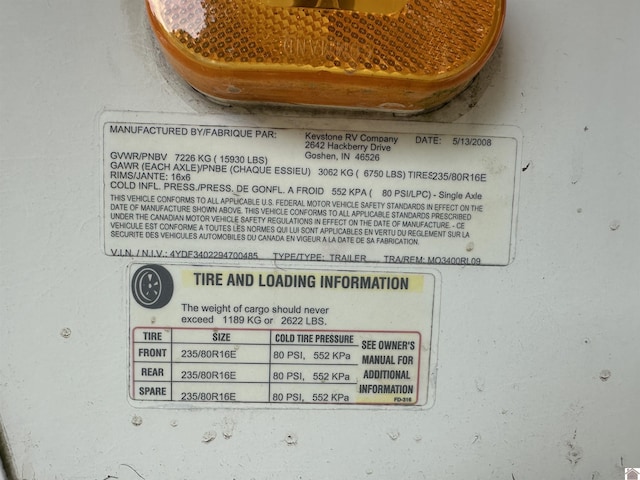 MANUFACTURED BY/FABRIQUE PAR: Keystone RV Company DATE: 5/13/2008
2642 Hackberry Drive
Goshen, IN 46526
GVWR/PNBV 7226 KG ( 15930 LBS)
GAWR (EACH AXLE)/PNBE (CHAQUE ESSIEU) 3062 KG ( 6750 LBS) TIRES235/80R16E
RIMS/JANTE: 16x6
COLD INFL. PRESS./PRESS. DE GONFL. A FROID 552 KPA ( 80 PSI/LPC) - Single Axle
THIS VEHICLE CONFORMS TO ALL APPLICABLE U.S. FEDERAL MOTOR VEHICLE SAFETY STANDARDS IN EFFECT ON THE
DATE OF MANUFACTURE SHOWN ABOVE. THIS VEHICLE CONFORMS TO ALL APPLICABLE STANDARDS PRESCRIBED
UNDER THE CANADIAN MOTOR VEHICLE SAFETY REGULATIONS IN EFFECT ON THE DATE OF MANUFACTURE. - CE
VEHICULE EST CONFORME A TOUTES LES NORMES QUI LUI SONT APPLICABLES EN VERTU DU REGLEMENT SUR LA
SECURITE DES VEHICULES AUTOMOBILES DU CANADA EN VIGEUR A LA DATE DE SA FABRICATION.
V.I.N. / N.I.V.: 4YDF3402294700485 TYPE/TYPE: TRAILER TRA/REM: MO3400RL09
TIRE AND LOADING INFORMATION
The weight of cargo should never
exceed 1189 KG or 2622 LBS.
TIRE SIZE COLD TIRE PRESSURE SEE OWNER'S MANUAL FOR ADDITIONAL INFORMATION
FRONT 235/80R16E 80 PSI, 552 KPa
REAR 235/80R16E 80 PSI, 552 KPa
SPARE 235/80R16E 80 PSI, 552 KPa
FD-316